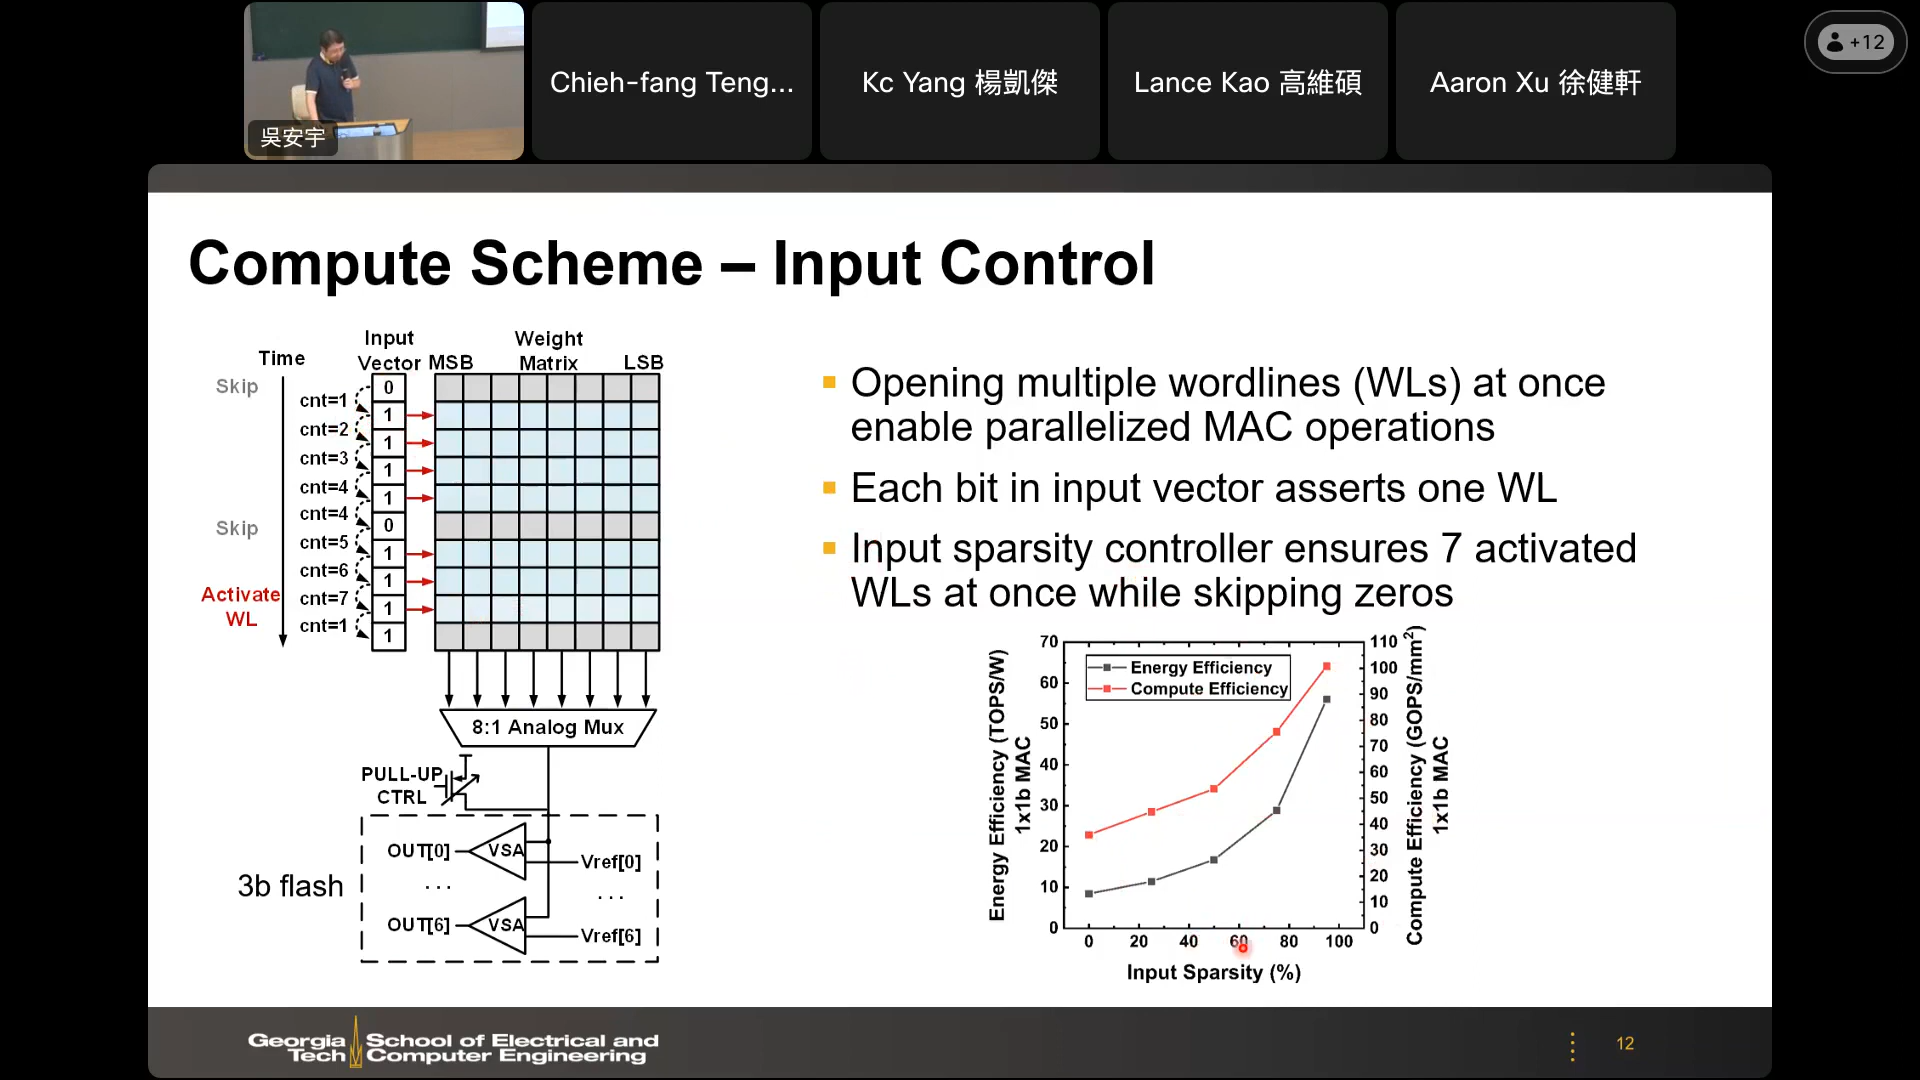 吳安宇
Chieh-fang Teng...
Kc Yang 楊凱傑
Lance Kao 高維碩
Aaron Xu 徐健軒
+12
Compute Scheme – Input Control
Time
Input
Vector
MSB
Weight
Matrix
LSB
Skip
cnt=1
cnt=2
cnt=3
cnt=4
cnt=4
Skip
cnt=5
cnt=6
cnt=7
Activate
WL
cnt=1
0
1
1
1
1
0
1
1
1
1
8:1 Analog Mux
PULL-UP
CTRL
3b flash
OUT[0]
VSA
Vref[0]
...
...
OUT[6]
VSA
Vref[6]
Opening multiple wordlines (WLs) at once
enable parallelized MAC operations
Each bit in input vector asserts one WL
Input sparsity controller ensures 7 activated
WLs at once while skipping zeros
Energy Efficiency
Compute Efficiency
Energy Efficiency (TOPS/W)
1x1b MAC
70
60
50
40
30
20
10
0
110
100
90
80
70
60
50
40
30
20
10
0
Compute Efficiency (GOPS/mm²)
1x1b MAC
0 20 40 60 80 100
Input Sparsity (%)
Georgia Tech
School of Electrical and
Computer Engineering
12